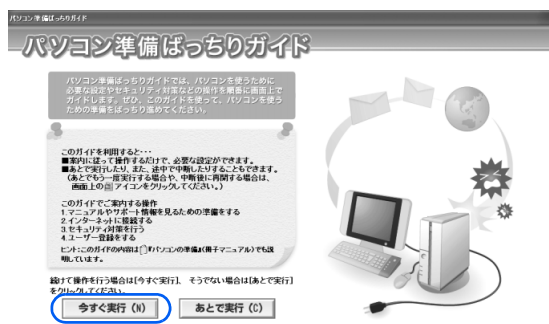 パソコン準備ばっちりガイド
パソコン準備ばっちりガイド
パソコン準備ばっちりガイドでは、パソコンを使うために
必要な設定やセキュリティ対策などの操作を順番に画面上で
ガイドします。ぜひ、このガイドを使って、パソコンを使う
ための準備をばっちり進めてください。
このガイドを利用すると・・・
■案内に従って操作するだけで、必要な設定ができます。
■あとで実行したり、また、途中で中断したりすることもできます。
(あとでもう一度実行する場合や、中断後に再開する場合は、
画面上の アイコンをクリックしてください。)
このガイドでご案内する操作
1.マニュアルやサポート情報を見るための準備をする
2.インターネットに接続する
3.セキュリティ対策を行う
4.ユーザー登録をする
ヒント:このガイドの内容は『パソコンの準備』(冊子マニュアル)でも説
明しています。
続けて操作を行う場合は[今すぐ実行]、そうでない場合は[あとで実行]
をクリックしてください。
今すぐ実行 (N)
あとで実行 (C)